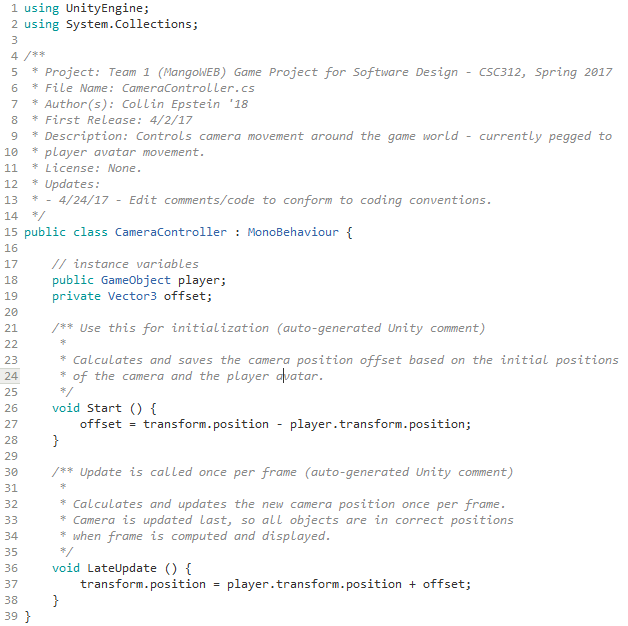 1 using UnityEngine;
2 using System.Collections;
3
4 /**
5  * Project: Team 1 (MangoWEB) Game Project for Software Design - CSC312, Spring 2017
6  * File Name: CameraController.cs
7  * Author(s): Collin Epstein '18
8  * First Release: 4/2/17
9  * Description: Controls camera movement around the game world - currently pegged to
10  * player avatar movement.
11  * License: None.
12  * Updates:
13  * - 4/24/17 - Edit comments/code to conform to coding conventions.
14  */
15 public class CameraController : MonoBehaviour {
16
17     // instance variables
18     public GameObject player;
19     private Vector3 offset;
20
21     /** Use this for initialization (auto-generated Unity comment)
22      *
23      * Calculates and saves the camera position offset based on the initial positions
24      * of the camera and the player avatar.
25      */
26     void Start () {
27         offset = transform.position - player.transform.position;
28     }
29
30     /** Update is called once per frame (auto-generated Unity comment)
31      *
32      * Calculates and updates the new camera position once per frame.
33      * Camera is updated last, so all objects are in correct positions
34      * when frame is computed and displayed.
35      */
36     void LateUpdate () {
37         transform.position = player.transform.position + offset;
38     }
39 }